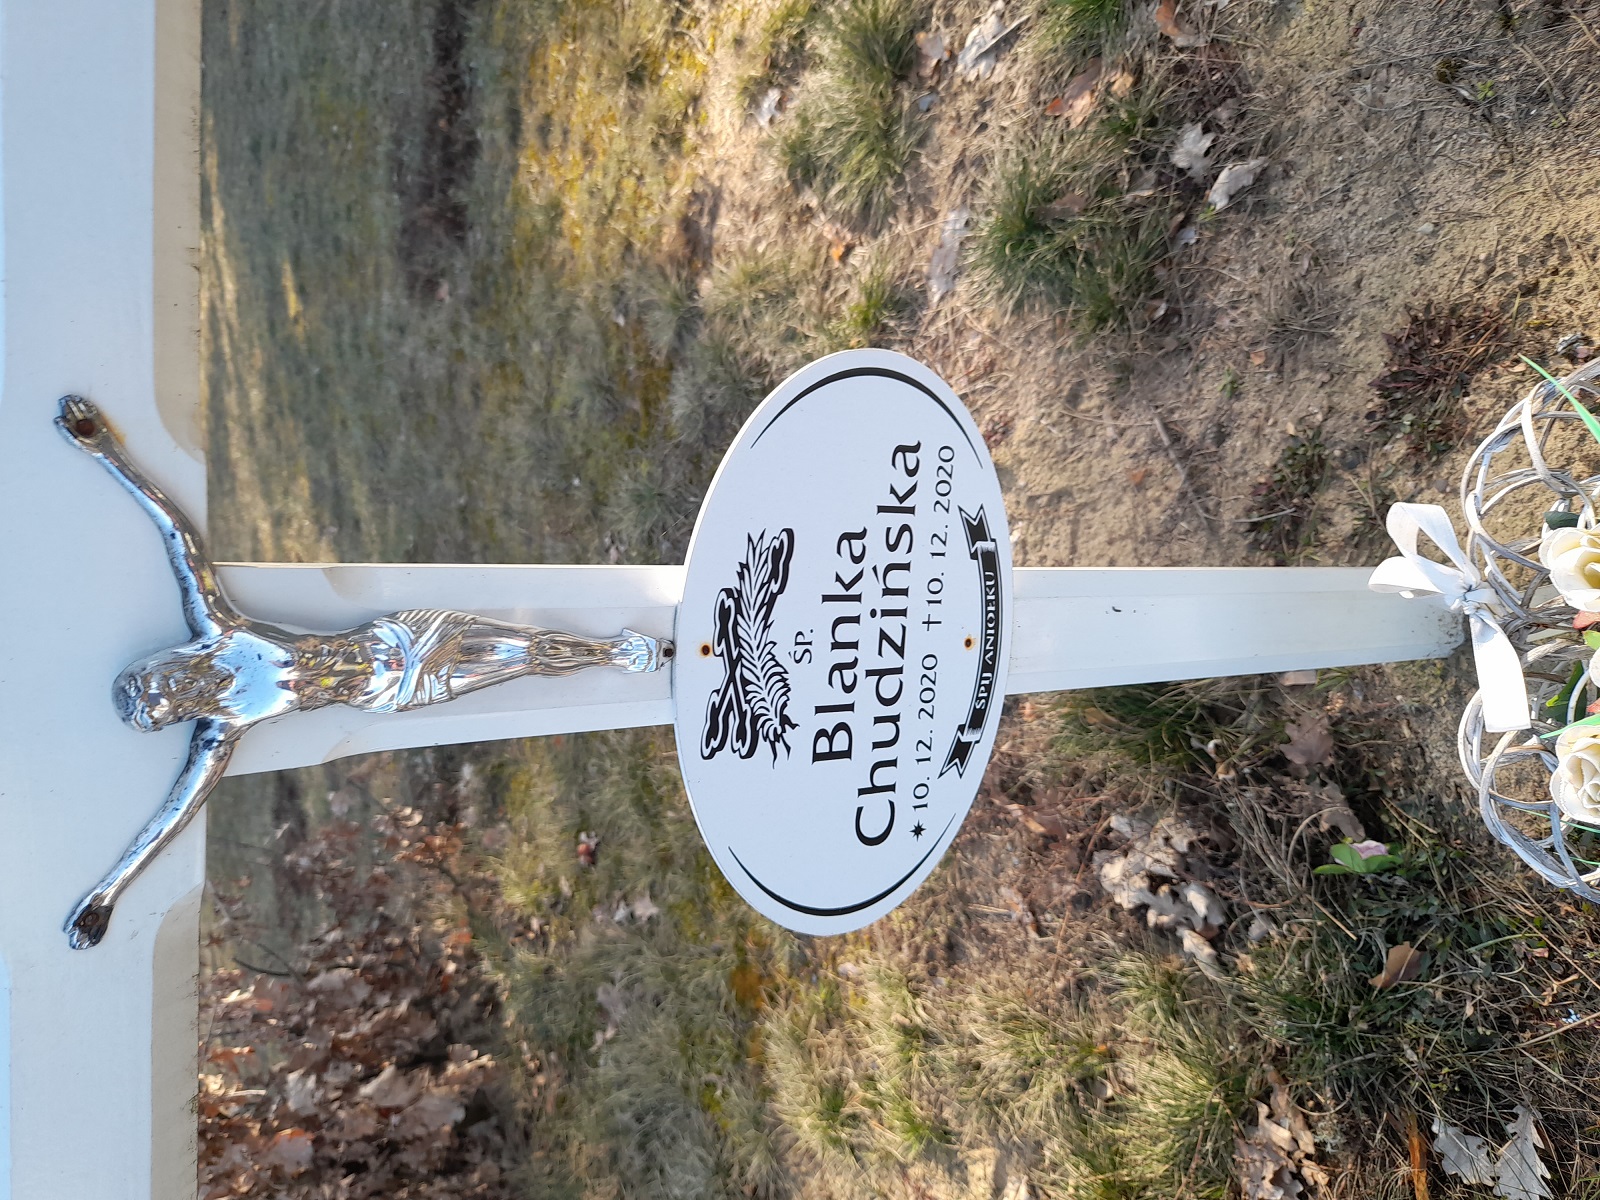 ŚP.
Blanka
Chudzińska
✷ 10. 12. 2020 † 10. 12. 2020
ŚPIJ ANIOŁKU